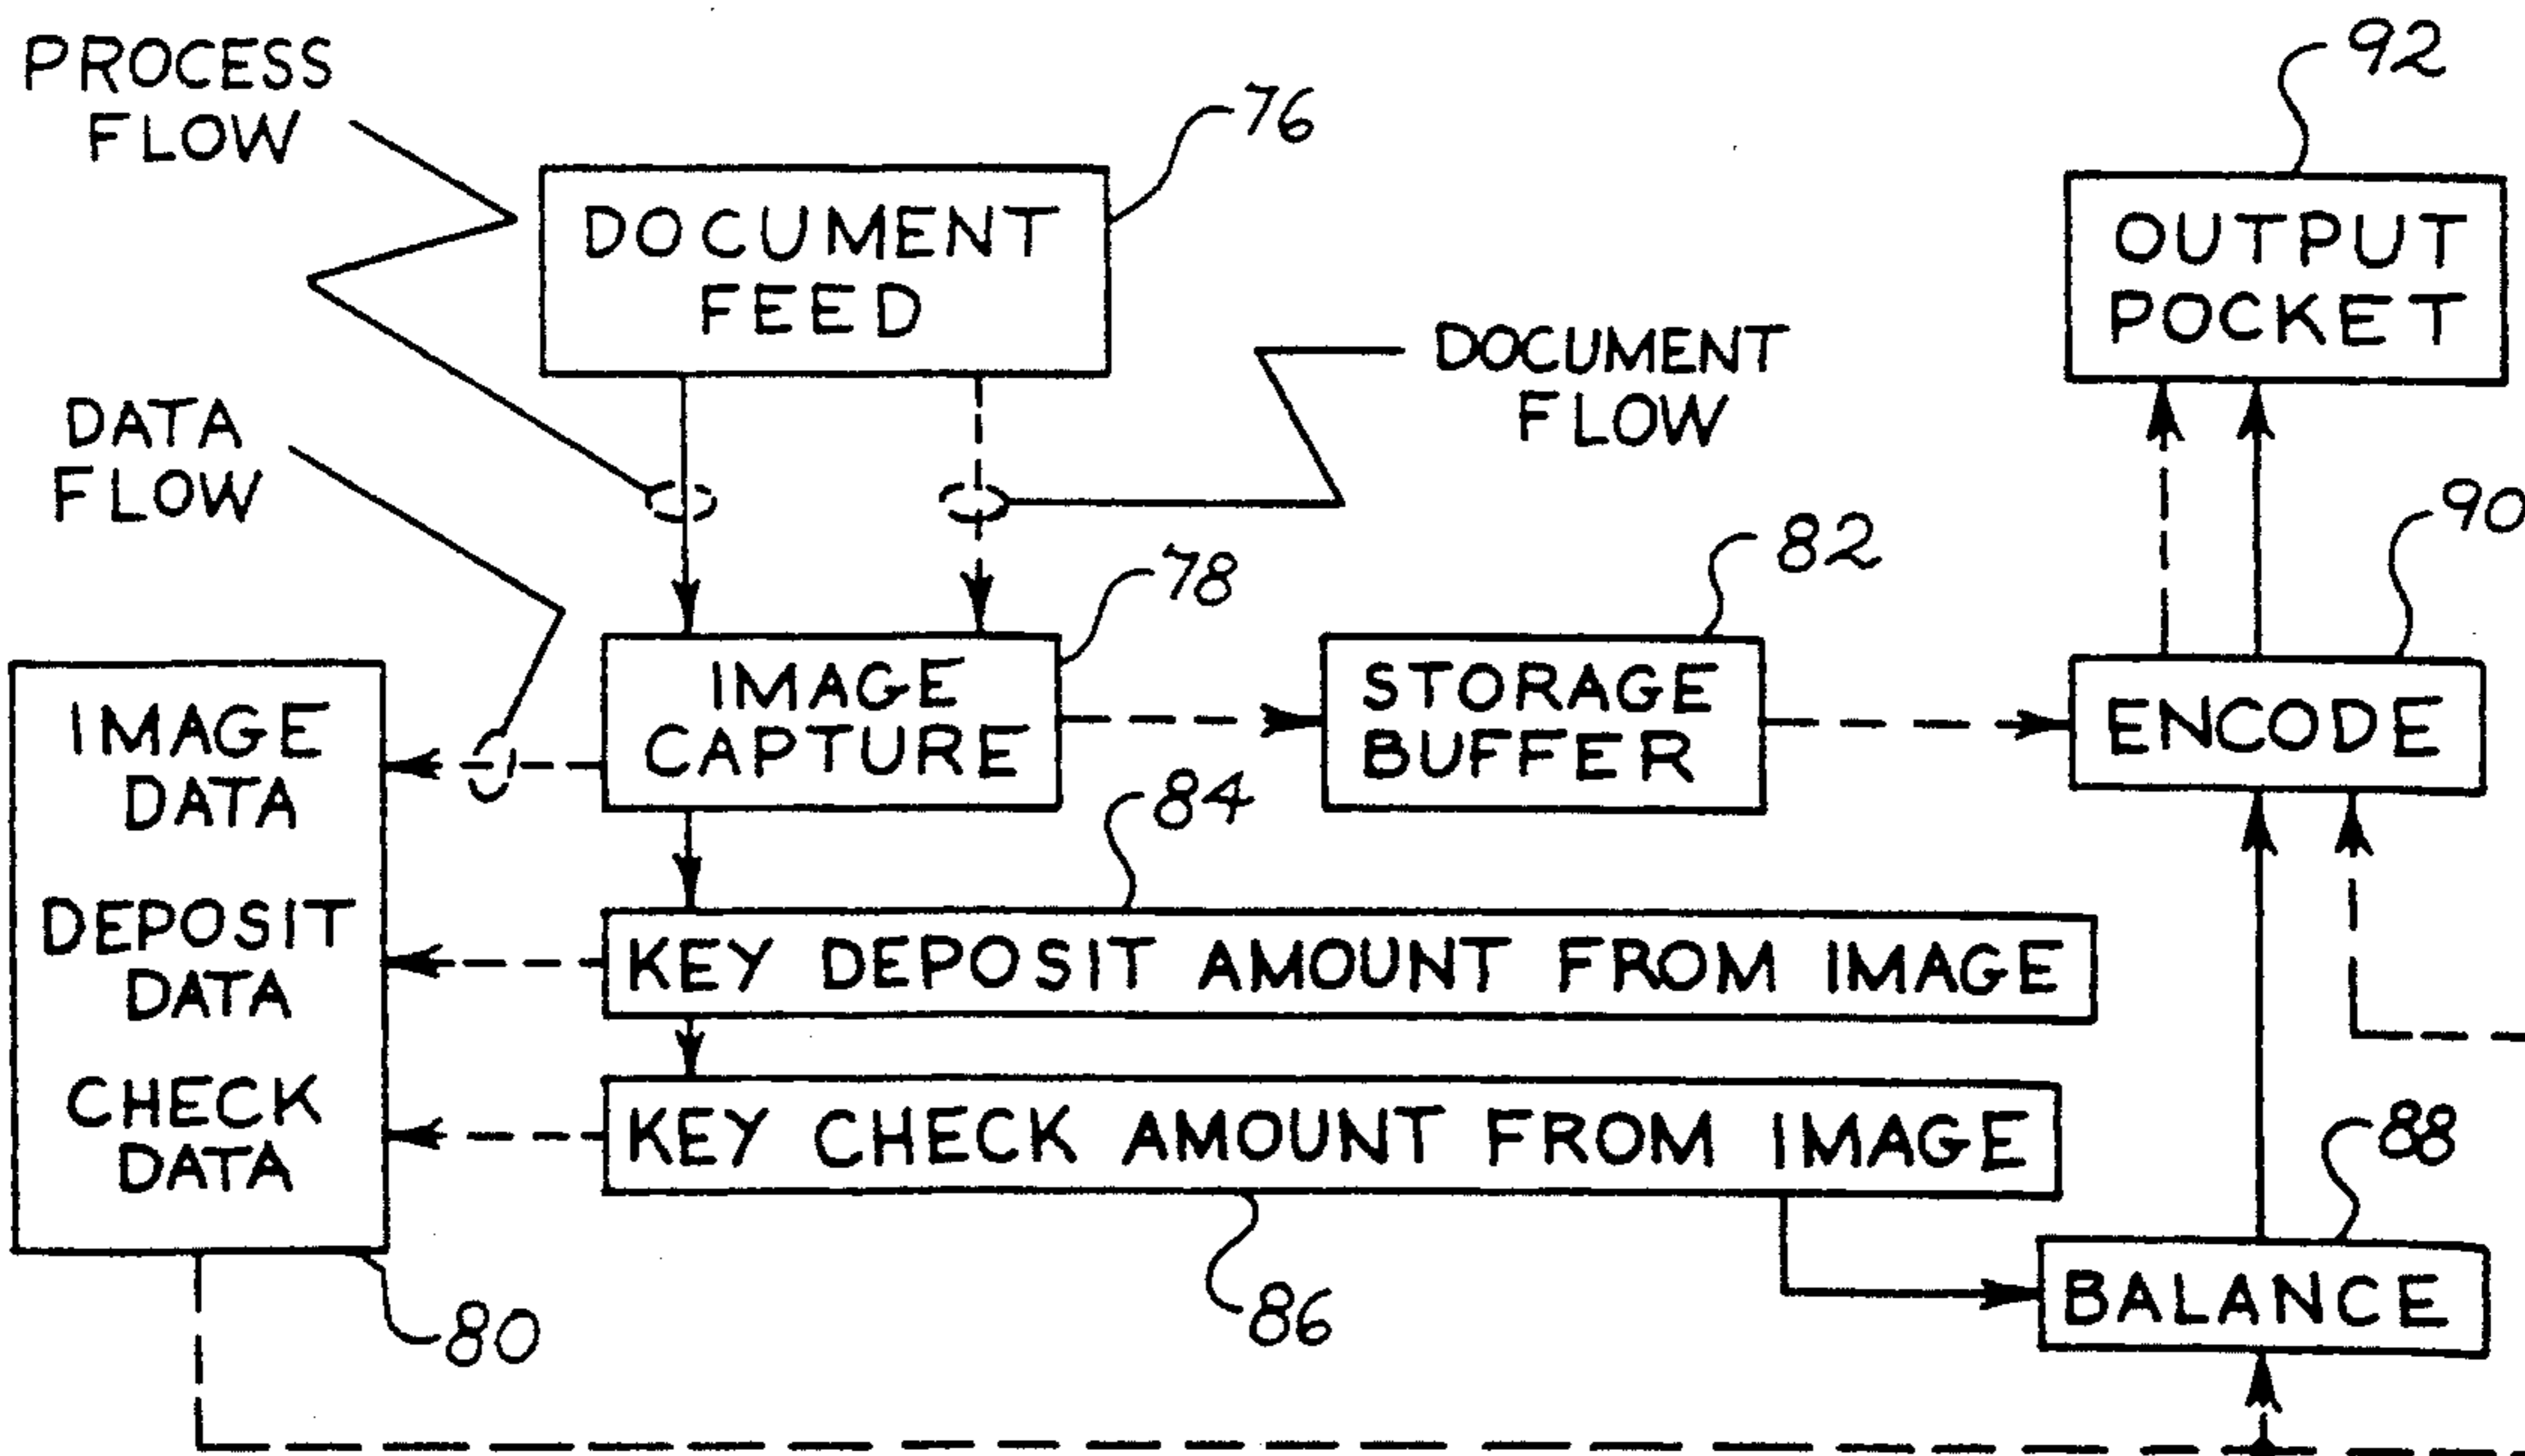 PROCESS
FLOW
76
DOCUMENT
FEED
92
OUTPUT
POCKET
DATA
FLOW
DOCUMENT
FLOW
78
82
90
IMAGE
CAPTURE
STORAGE
BUFFER
ENCODE
IMAGE
DATA
84
DEPOSIT
DATA
KEY DEPOSIT AMOUNT FROM IMAGE
CHECK
DATA
KEY CHECK AMOUNT FROM IMAGE
88
80
86
BALANCE